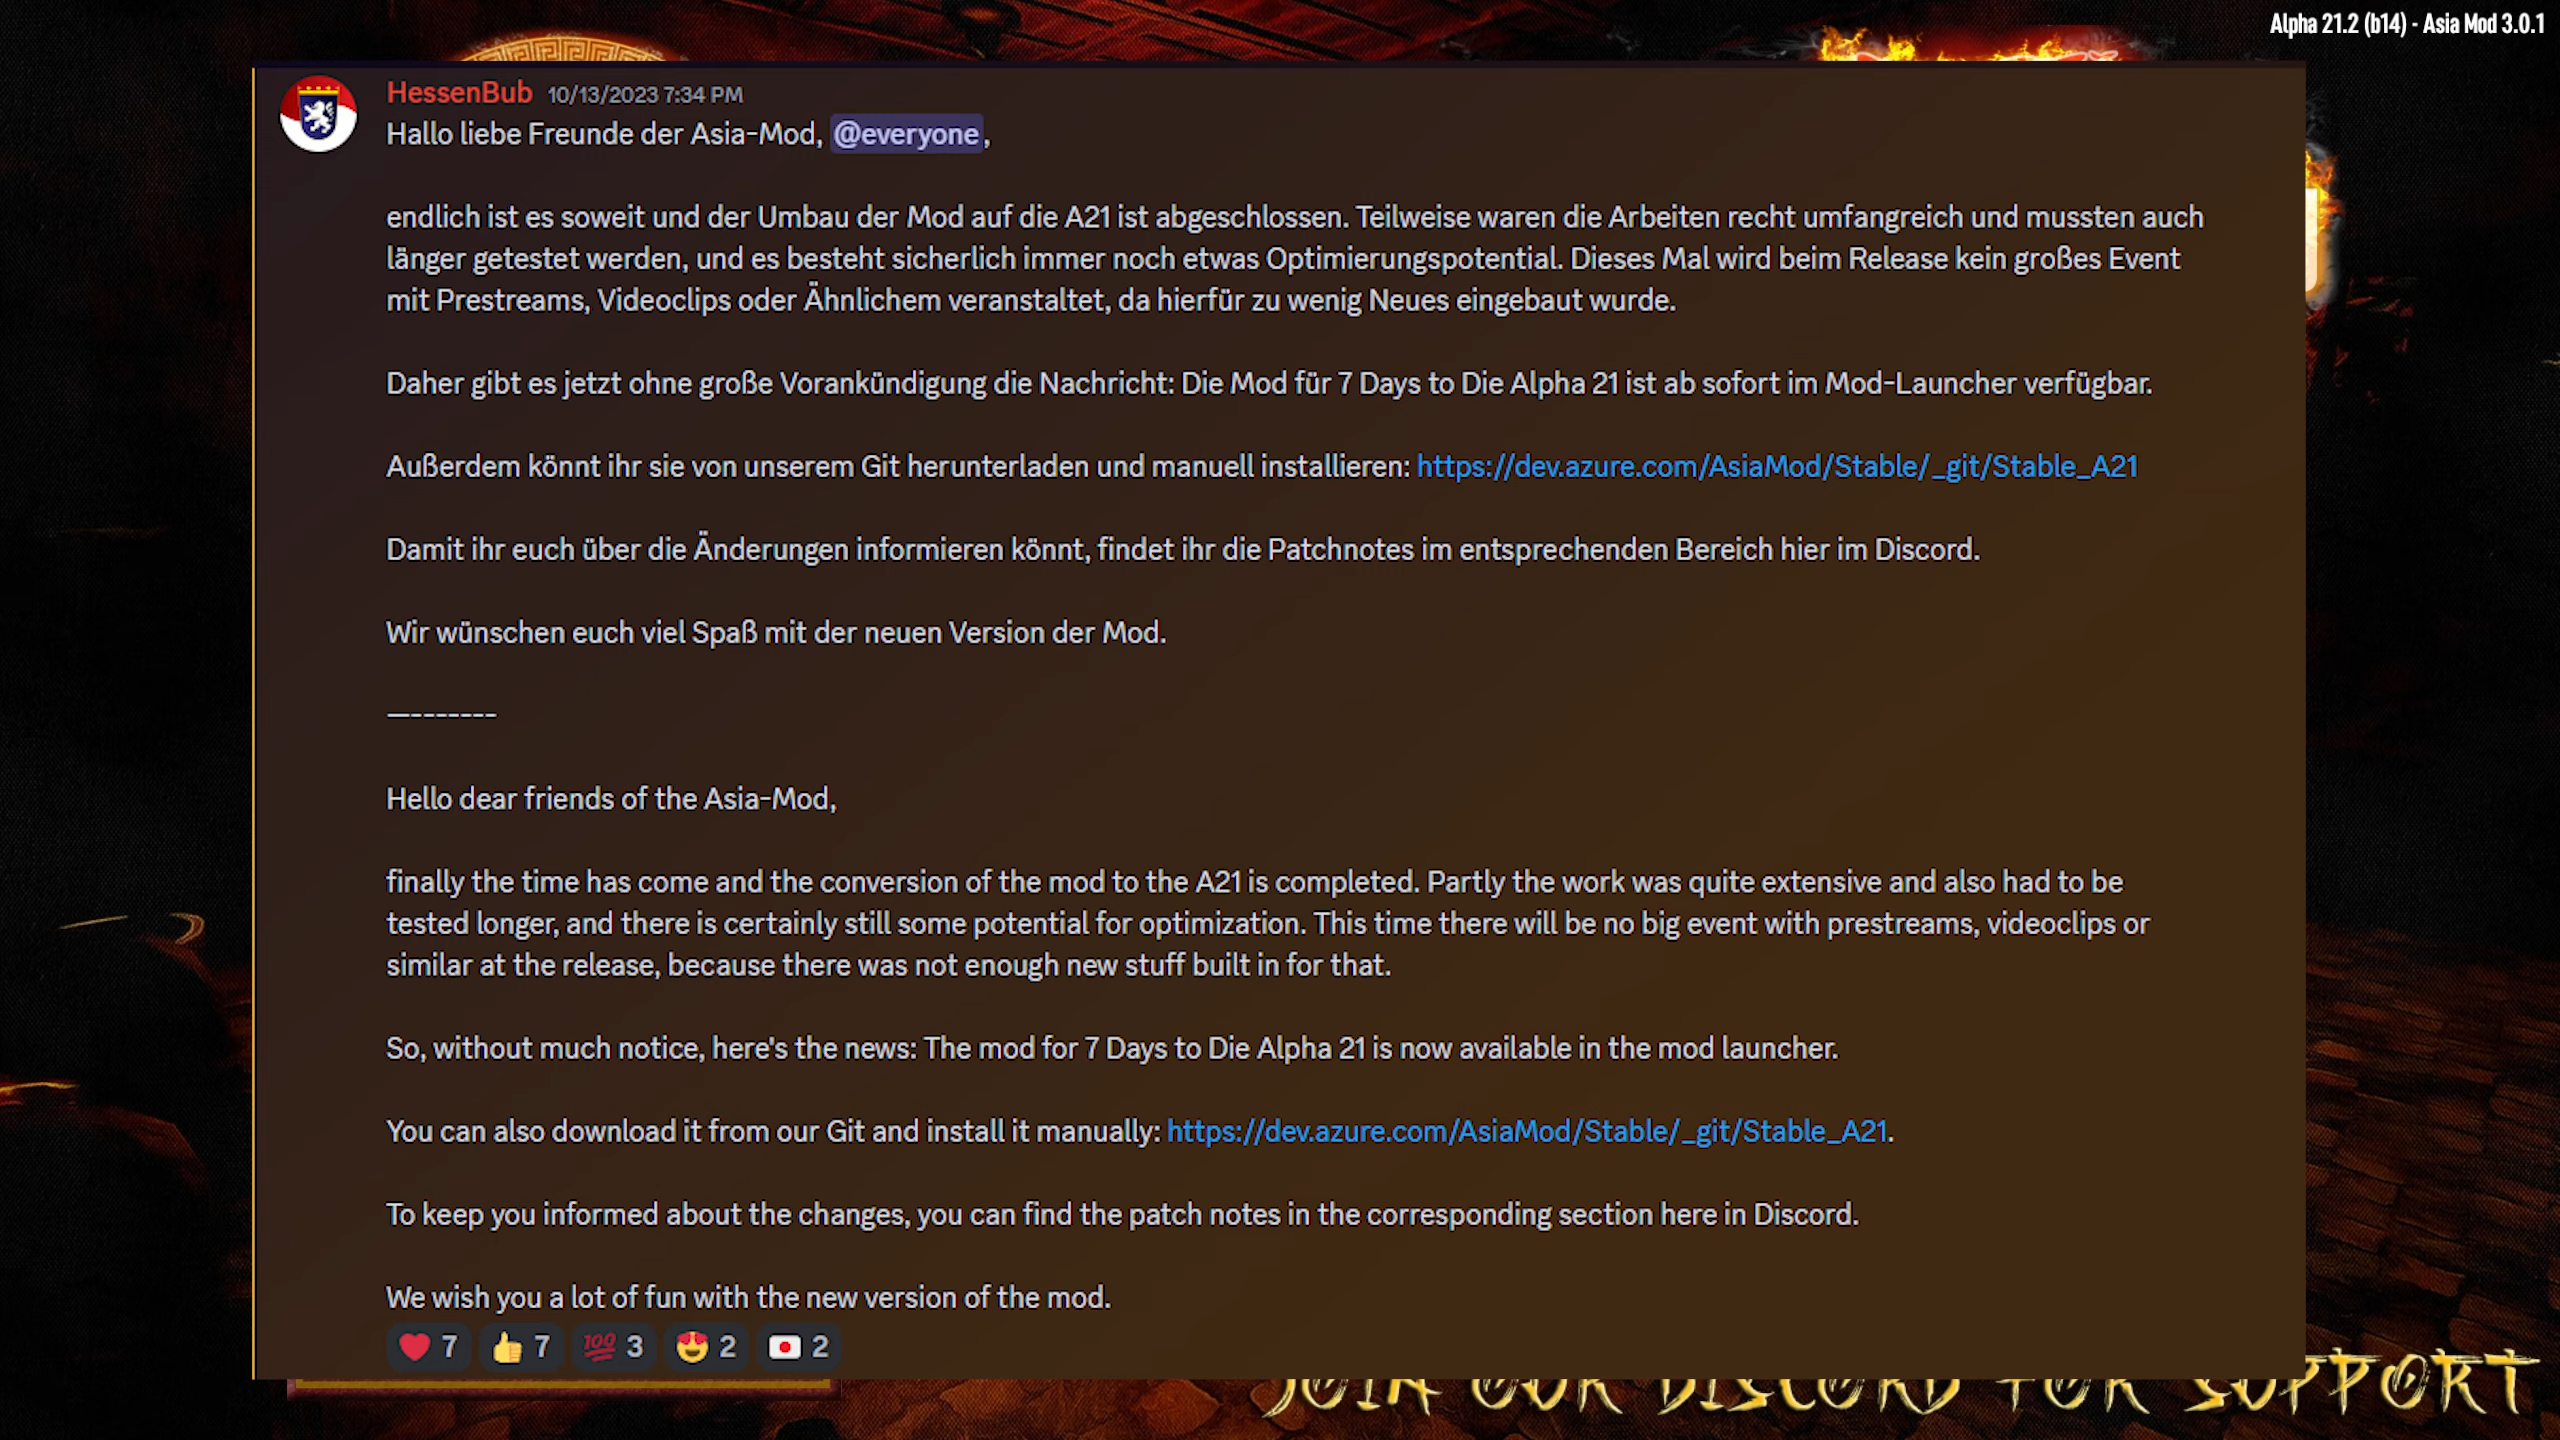 Alpha 21.2 (b14) - Asia Mod 3.0.1
HessenBub 10/13/2023 7:34 PM
Hallo liebe Freunde der Asia-Mod, @everyone,
endlich ist es soweit und der Umbau der Mod auf die A21 ist abgeschlossen. Teilweise waren die Arbeiten recht umfangreich und mussten auch
länger getestet werden, und es besteht sicherlich immer noch etwas Optimierungspotential. Dieses Mal wird beim Release kein großes Event
mit Prestreams, Videoclips oder Ähnlichem veranstaltet, da hierfür zu wenig Neues eingebaut wurde.
Daher gibt es jetzt ohne große Vorankündigung die Nachricht: Die Mod für 7 Days to Die Alpha 21 ist ab sofort im Mod-Launcher verfügbar.
Außerdem könnt ihr sie von unserem Git herunterladen und manuell installieren: https://dev.azure.com/AsiaMod/Stable/_git/Stable_A21
Damit ihr euch über die Änderungen informieren könnt, findet ihr die Patchnotes im entsprechenden Bereich hier im Discord.
Wir wünschen euch viel Spaß mit der neuen Version der Mod.
—-------
Hello dear friends of the Asia-Mod,
finally the time has come and the conversion of the mod to the A21 is completed. Partly the work was quite extensive and also had to be
tested longer, and there is certainly still some potential for optimization. This time there will be no big event with prestreams, videoclips or
similar at the release, because there was not enough new stuff built in for that.
So, without much notice, here's the news: The mod for 7 Days to Die Alpha 21 is now available in the mod launcher.
You can also download it from our Git and install it manually: https://dev.azure.com/AsiaMod/Stable/_git/Stable_A21.
To keep you informed about the changes, you can find the patch notes in the corresponding section here in Discord.
We wish you a lot of fun with the new version of the mod.
❤️ 7 👍 7 💯 3 😍 2 🇯🇵 2
JOIN OUR DISCORD FOR SUPPORT